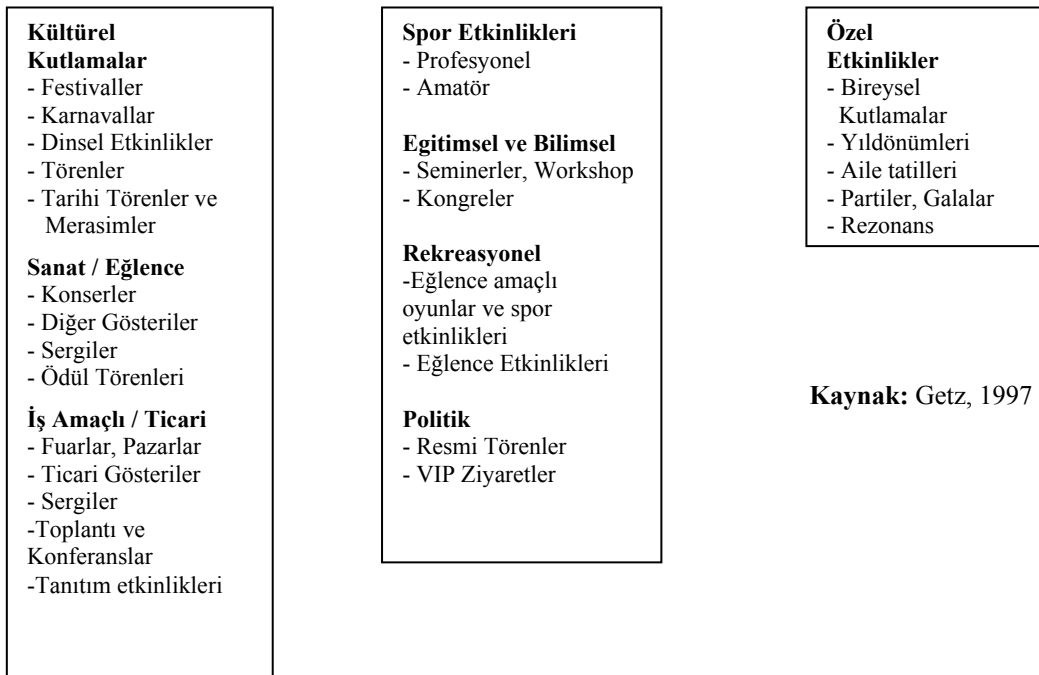 Kültürel
Kutlamalar
- Festivaller
- Karnavallar
- Dinsel Etkinlikler
- Törenler
- Tarihi Törenler ve
Merasimler
Sanat / Eğlence
- Konserler
- Diğer Gösteriler
- Sergiler
- Ödül Törenleri
İş Amaçlı / Ticari
- Fuarlar, Pazarlar
- Ticari Gösteriler
- Sergiler
-Toplantı ve
Konferanslar
-Tanıtım etkinlikleri
Spor Etkinlikleri
- Profesyonel
- Amatör
Egitimsel ve Bilimsel
- Seminerler, Workshop
- Kongreler
Rekreasyonel
-Eğlence amaçlı
oyunlar ve spor
etkinlikleri
- Eğlence Etkinlikleri
Politik
- Resmi Törenler
- VIP Ziyaretler
Özel
Etkinlikler
- Bireysel
Kutlamalar
- Yıldönümleri
- Aile tatilleri
- Partiler, Galalar
- Rezonans
Kaynak: Getz, 1997